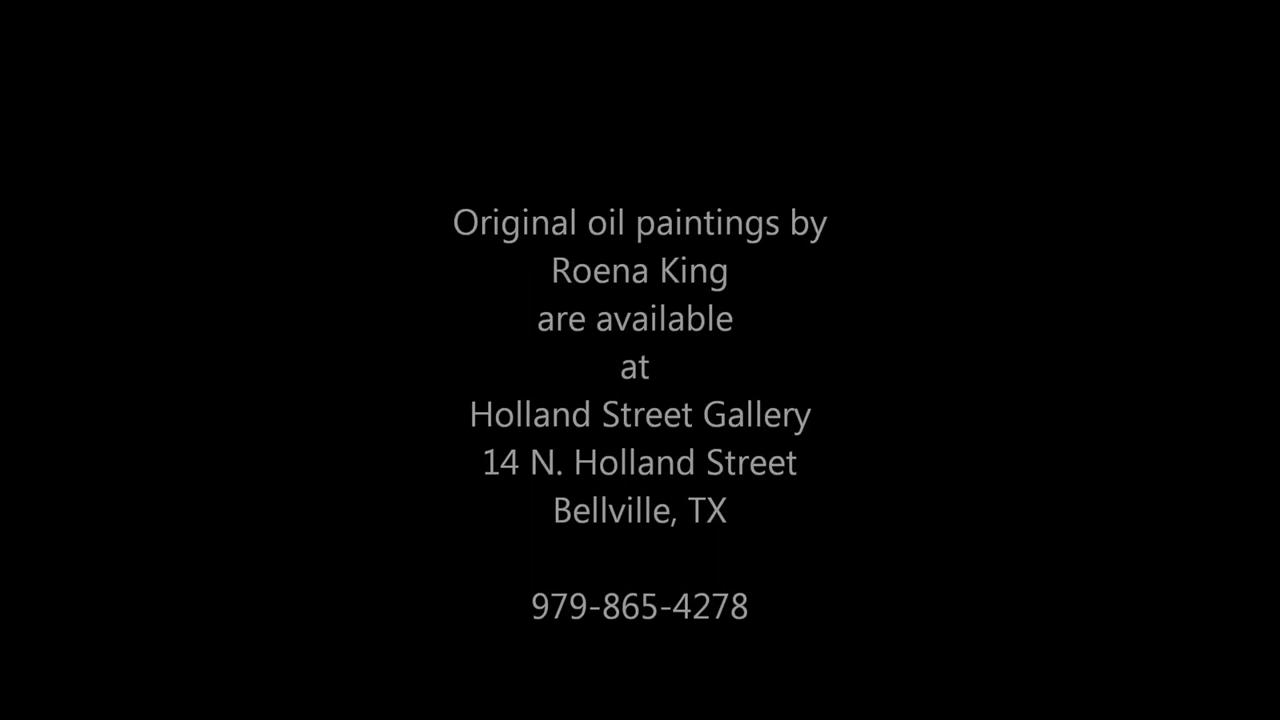 Original oil paintings by
Roena King
are available
at
Holland Street Gallery
14 N. Holland Street
Bellville, TX
979-865-4278